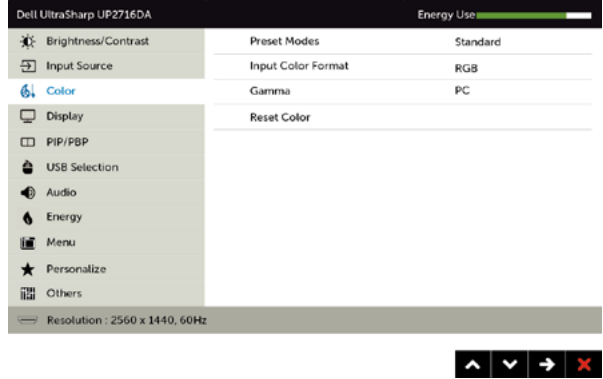 Dell UltraSharp UP2716DA Energy Use
Brightness/Contrast Preset Modes Standard
Input Source Input Color Format RGB
Color Gamma PC
Display Reset Color
PIP/PBP
USB Selection
Audio
Energy
Menu
Personalize
Others
Resolution : 2560 x 1440, 60Hz